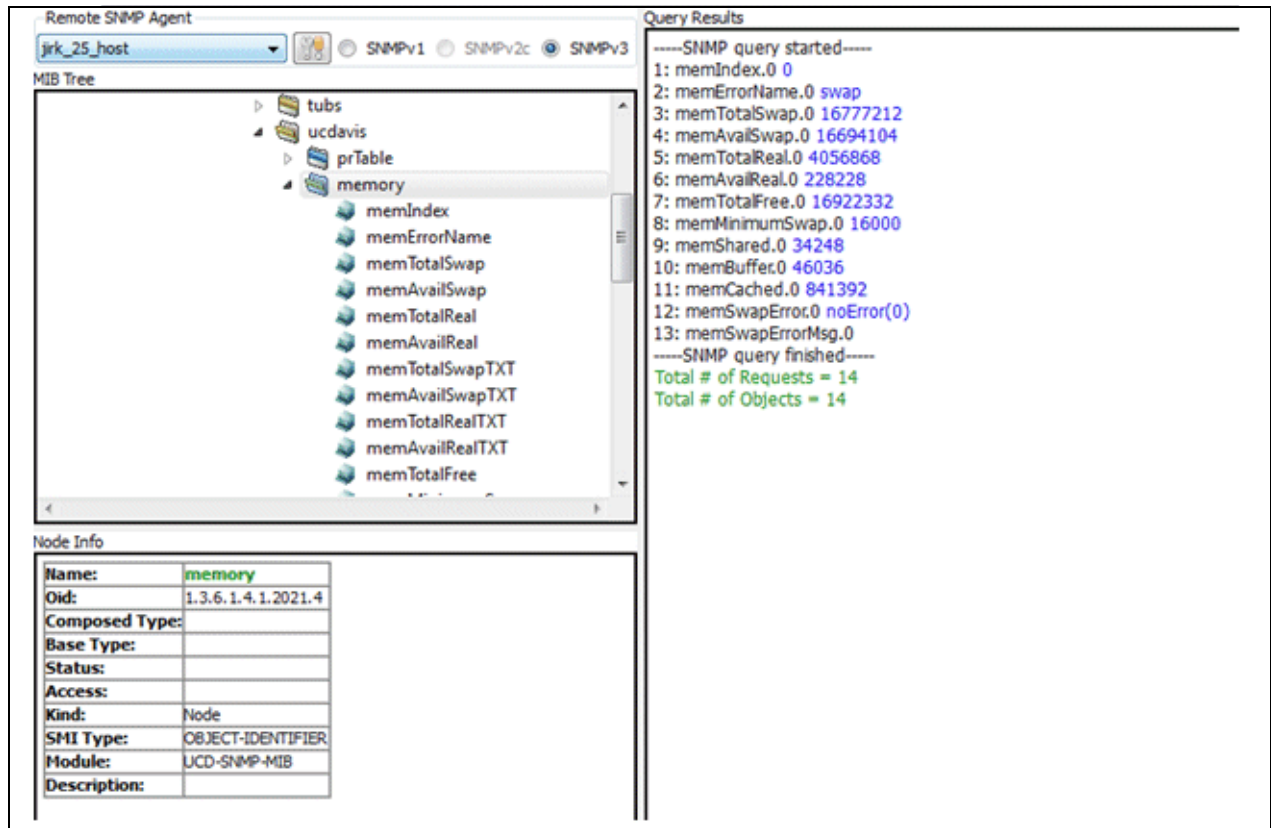 Remote SNMP Agent
jirk_25_host
SNMPv1
SNMPv2c
SNMPv3
MIB Tree
tubs
ucdavis
prTable
memory
memIndex
memErrorName
memTotalSwap
memAvailSwap
memTotalReal
memAvailReal
memTotalSwapTXT
memAvailSwapTXT
memTotalRealTXT
memAvailRealTXT
memTotalFree
Node Info
Name: memory
Oid: 1.3.6.1.4.1.2021.4
Composed Type:
Base Type:
Status:
Access:
Kind: Node
SMI Type: OBJECT-IDENTIFIER
Module: UCD-SNMP-MIB
Description:
Query Results
-----SNMP query started-----
1: memIndex.0 0
2: memErrorName.0 swap
3: memTotalSwap.0 16777212
4: memAvailSwap.0 16694104
5: memTotalReal.0 4056868
6: memAvailReal.0 228228
7: memTotalFree.0 16922332
8: memMinimumSwap.0 16000
9: memShared.0 34248
10: memBuffer.0 46036
11: memCached.0 841392
12: memSwapError.0 noError(0)
13: memSwapErrorMsg.0
-----SNMP query finished-----
Total # of Requests = 14
Total # of Objects = 14